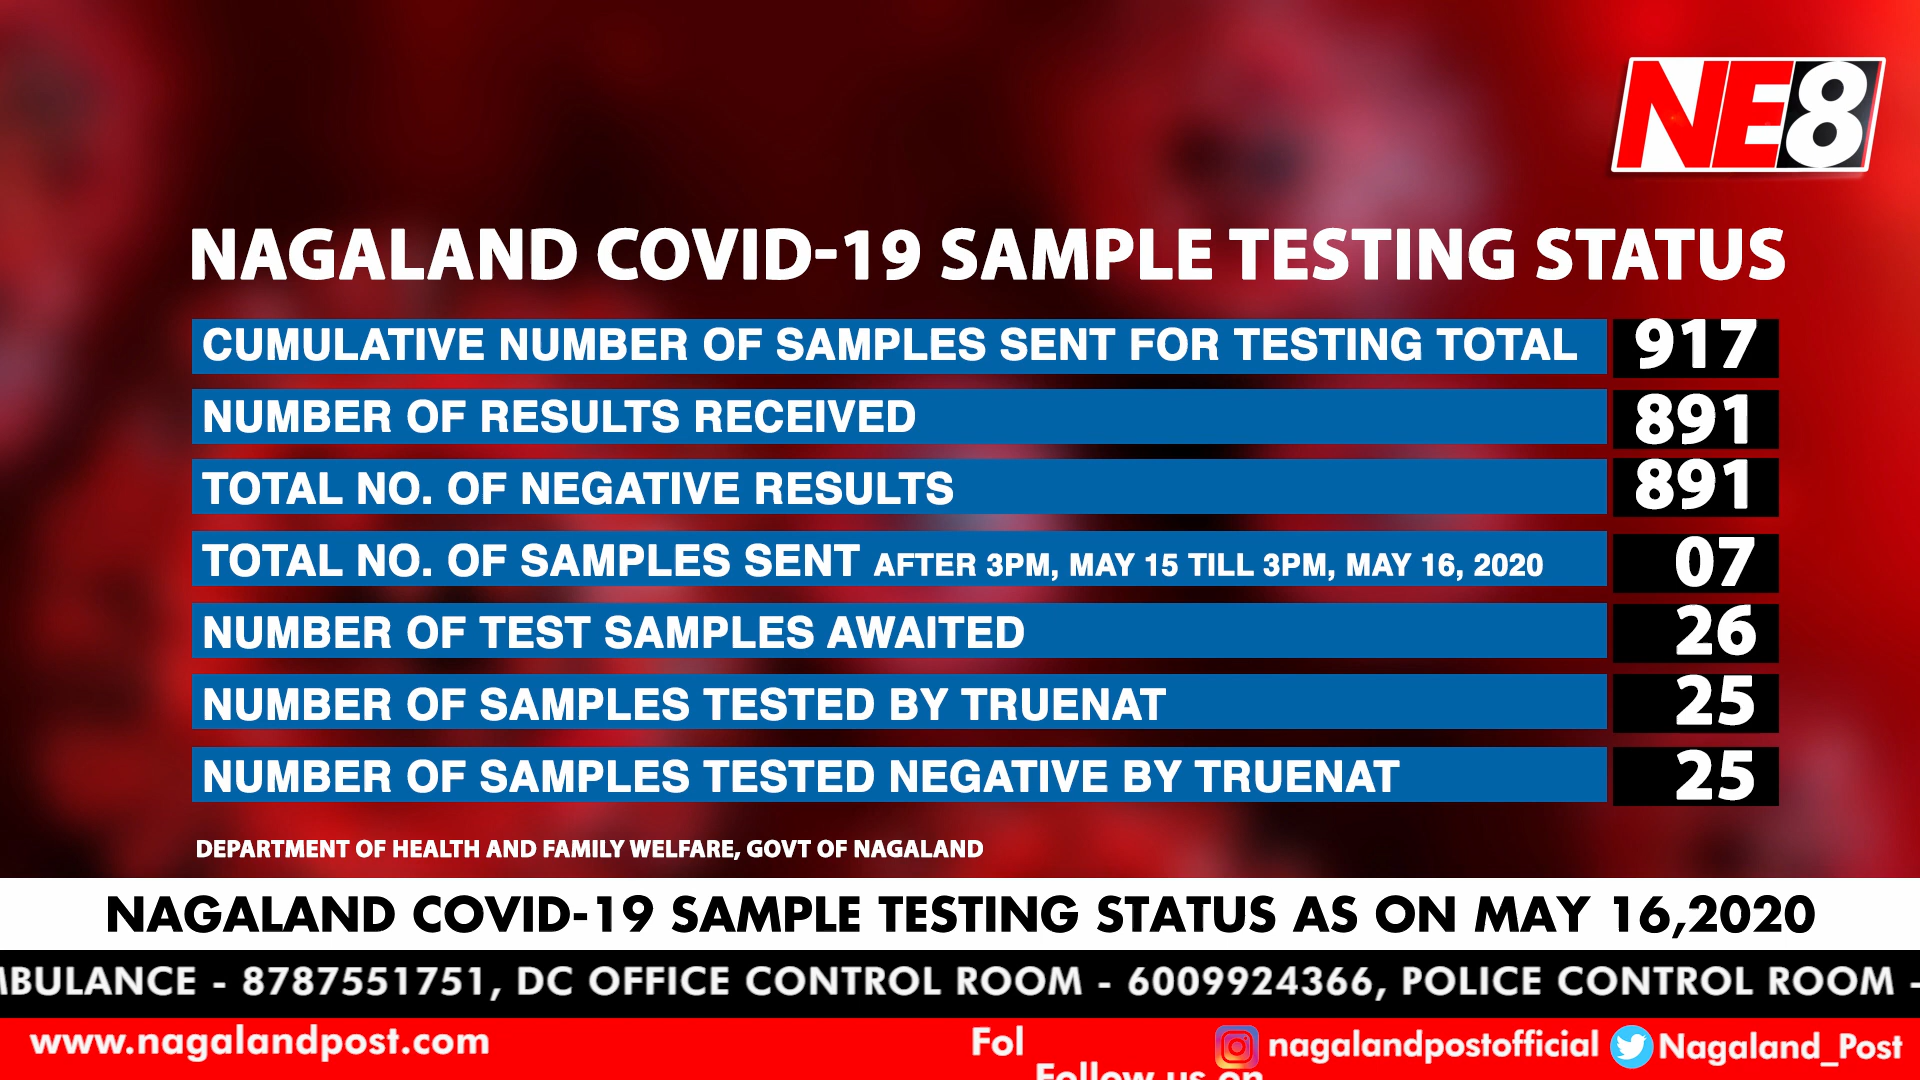 NE8
NAGALAND COVID-19 SAMPLE TESTING STATUS
CUMULATIVE NUMBER OF SAMPLES SENT FOR TESTING TOTAL 917
NUMBER OF RESULTS RECEIVED 891
TOTAL NO. OF NEGATIVE RESULTS 891
TOTAL NO. OF SAMPLES SENT AFTER 3PM, MAY 15 TILL 3PM, MAY 16, 2020 07
NUMBER OF TEST SAMPLES AWAITED 26
NUMBER OF SAMPLES TESTED BY TRUENAT 25
NUMBER OF SAMPLES TESTED NEGATIVE BY TRUENAT 25
DEPARTMENT OF HEALTH AND FAMILY WELFARE, GOVT OF NAGALAND
NAGALAND COVID-19 SAMPLE TESTING STATUS AS ON MAY 16,2020
MBULANCE - 8787551751, DC OFFICE CONTROL ROOM - 6009924366, POLICE CONTROL ROOM -
www.nagalandpost.com Fol nagalandpostofficial Nagaland_Post
Follow us on